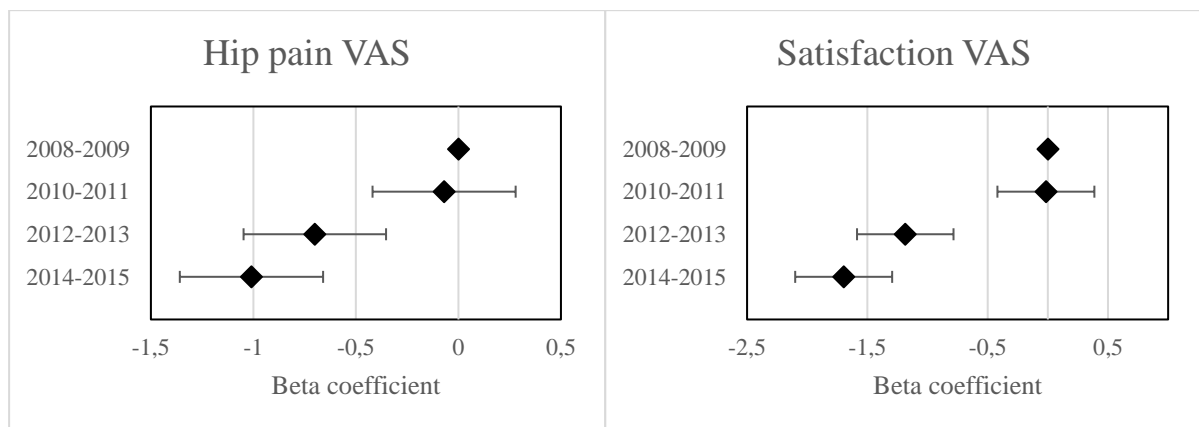 Hip pain VAS
2008-2009
2010-2011
2012-2013
2014-2015
-1,5 -1 -0,5 0 0,5
Beta coefficient
Satisfaction VAS
2008-2009
2010-2011
2012-2013
2014-2015
-2,5 -1,5 -0,5 0,5
Beta coefficient